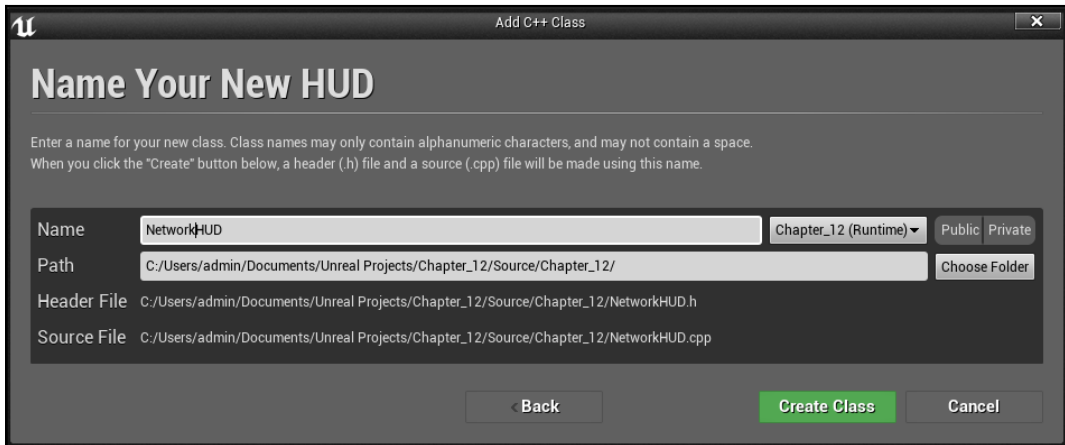 Add C++ Class
Name Your New HUD
Enter a name for your new class. Class names may only contain alphanumeric characters, and may not contain a space.
When you click the "Create" button below, a header (.h) file and a source (.cpp) file will be made using this name.
Name NetworkHUD Chapter_12 (Runtime) Public Private
Path C:/Users/admin/Documents/Unreal Projects/Chapter_12/Source/Chapter_12/ Choose Folder
Header File C:/Users/admin/Documents/Unreal Projects/Chapter_12/Source/Chapter_12/NetworkHUD.h
Source File C:/Users/admin/Documents/Unreal Projects/Chapter_12/Source/Chapter_12/NetworkHUD.cpp
< Back Create Class Cancel